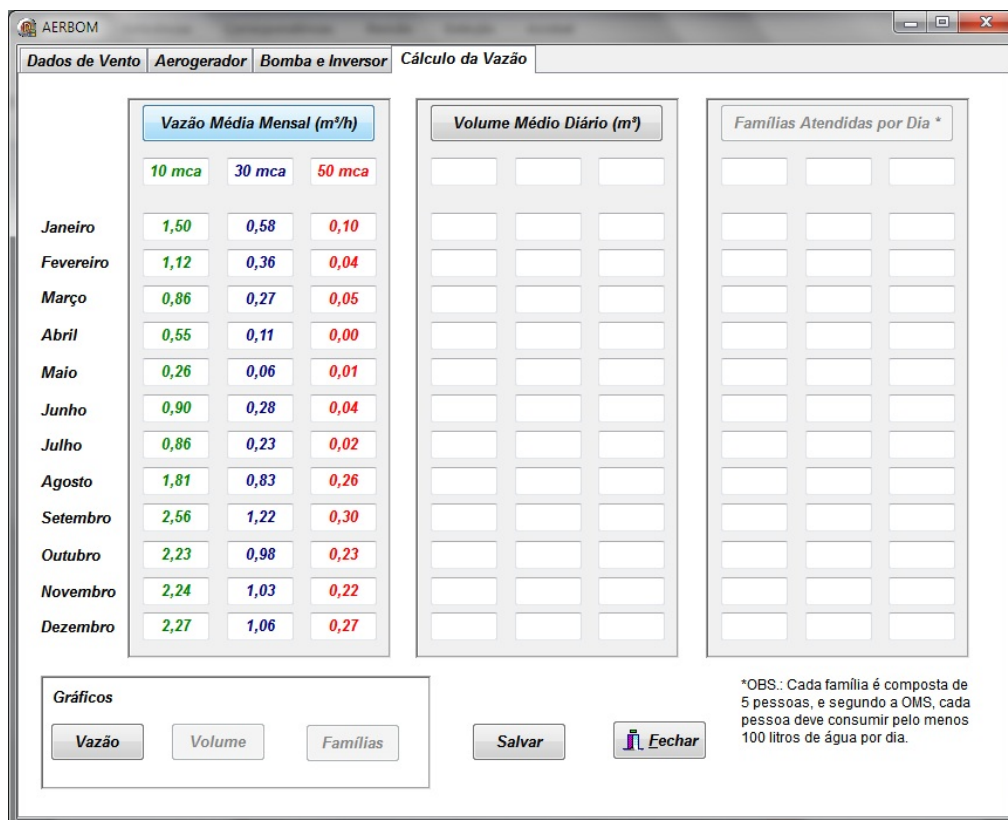 AERBOM
Dados de Vento Aerogerador Bomba e Inversor Cálculo da Vazão
Vazão Média Mensal (m³/h) Volume Médio Diário (m³) Famílias Atendidas por Dia *
10 mca 30 mca 50 mca
Janeiro 1,50 0,58 0,10
Fevereiro 1,12 0,36 0,04
Março 0,86 0,27 0,05
Abril 0,55 0,11 0,00
Maio 0,26 0,06 0,01
Junho 0,90 0,28 0,04
Julho 0,86 0,23 0,02
Agosto 1,81 0,83 0,26
Setembro 2,56 1,22 0,30
Outubro 2,23 0,98 0,23
Novembro 2,24 1,03 0,22
Dezembro 2,27 1,06 0,27
Gráficos
Vazão Volume Famílias Salvar Fechar
*OBS.: Cada família é composta de
5 pessoas, e segundo a OMS, cada
pessoa deve consumir pelo menos
100 litros de água por dia.